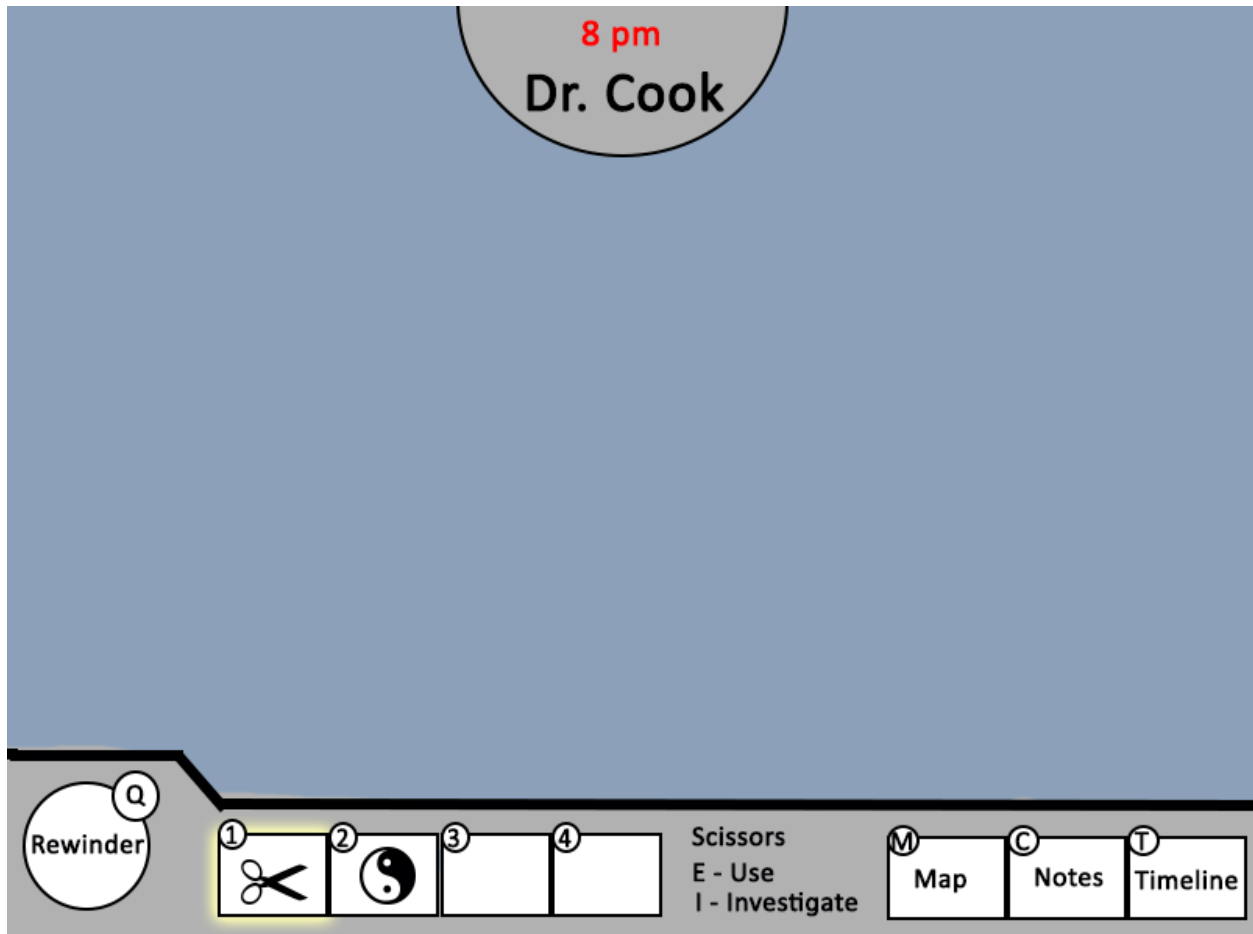 8 pm
Dr. Cook
Q
Rewinder
1
2
3
4
Scissors
E - Use
I - Investigate
M
Map
C
Notes
T
Timeline